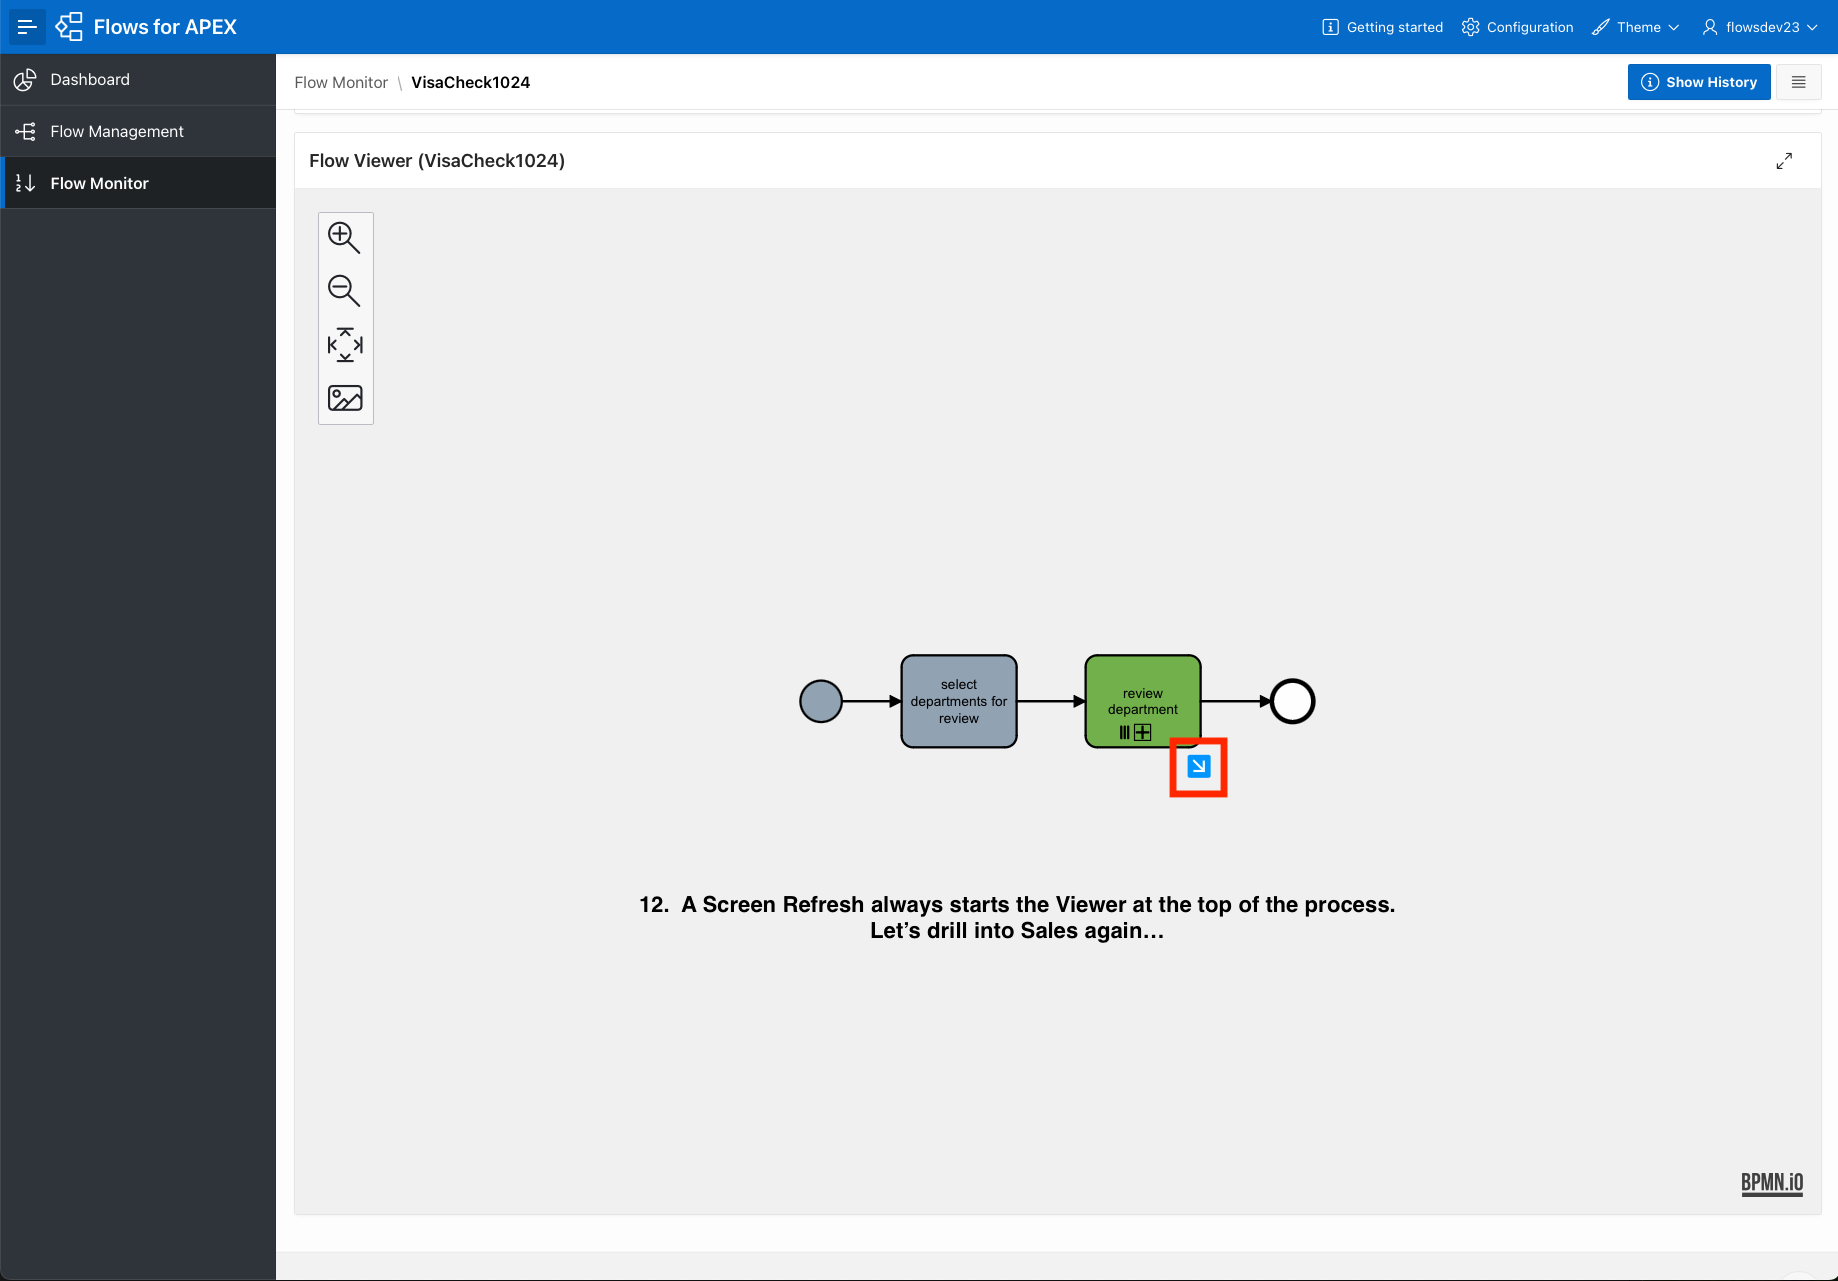 Flows for APEX
Getting started
Configuration
Theme
flowsdev23
Dashboard
Flow Management
Flow Monitor
Flow Monitor \ VisaCheck1024
Show History
Flow Viewer (VisaCheck1024)
select
departments for
review
review
department
12.  A Screen Refresh always starts the Viewer at the top of the process.
Let’s drill into Sales again…
BPMN.iO